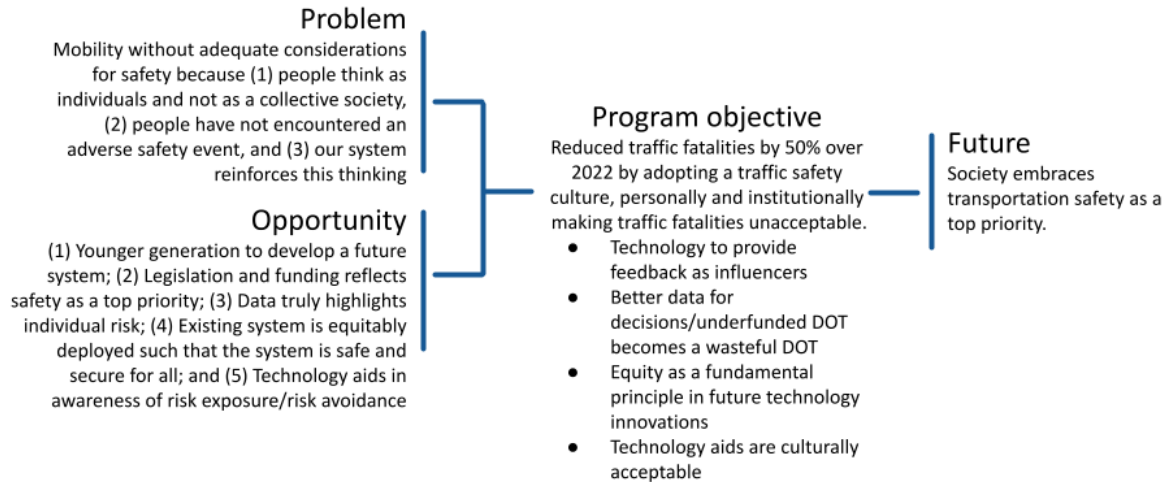 Problem
Mobility without adequate considerations
for safety because (1) people think as
individuals and not as a collective society,
(2) people have not encountered an
adverse safety event, and (3) our system
reinforces this thinking
Opportunity
(1) Younger generation to develop a future
system; (2) Legislation and funding reflects
safety as a top priority; (3) Data truly highlights
individual risk; (4) Existing system is equitably
deployed such that the system is safe and
secure for all; and (5) Technology aids in
awareness of risk exposure/risk avoidance
Program objective
Reduced traffic fatalities by 50% over
2022 by adopting a traffic safety
culture, personally and institutionally
making traffic fatalities unacceptable.
● Technology to provide
feedback as influencers
● Better data for
decisions/underfunded DOT
becomes a wasteful DOT
● Equity as a fundamental
principle in future technology
innovations
● Technology aids are culturally
acceptable
Future
Society embraces
transportation safety as a
top priority.